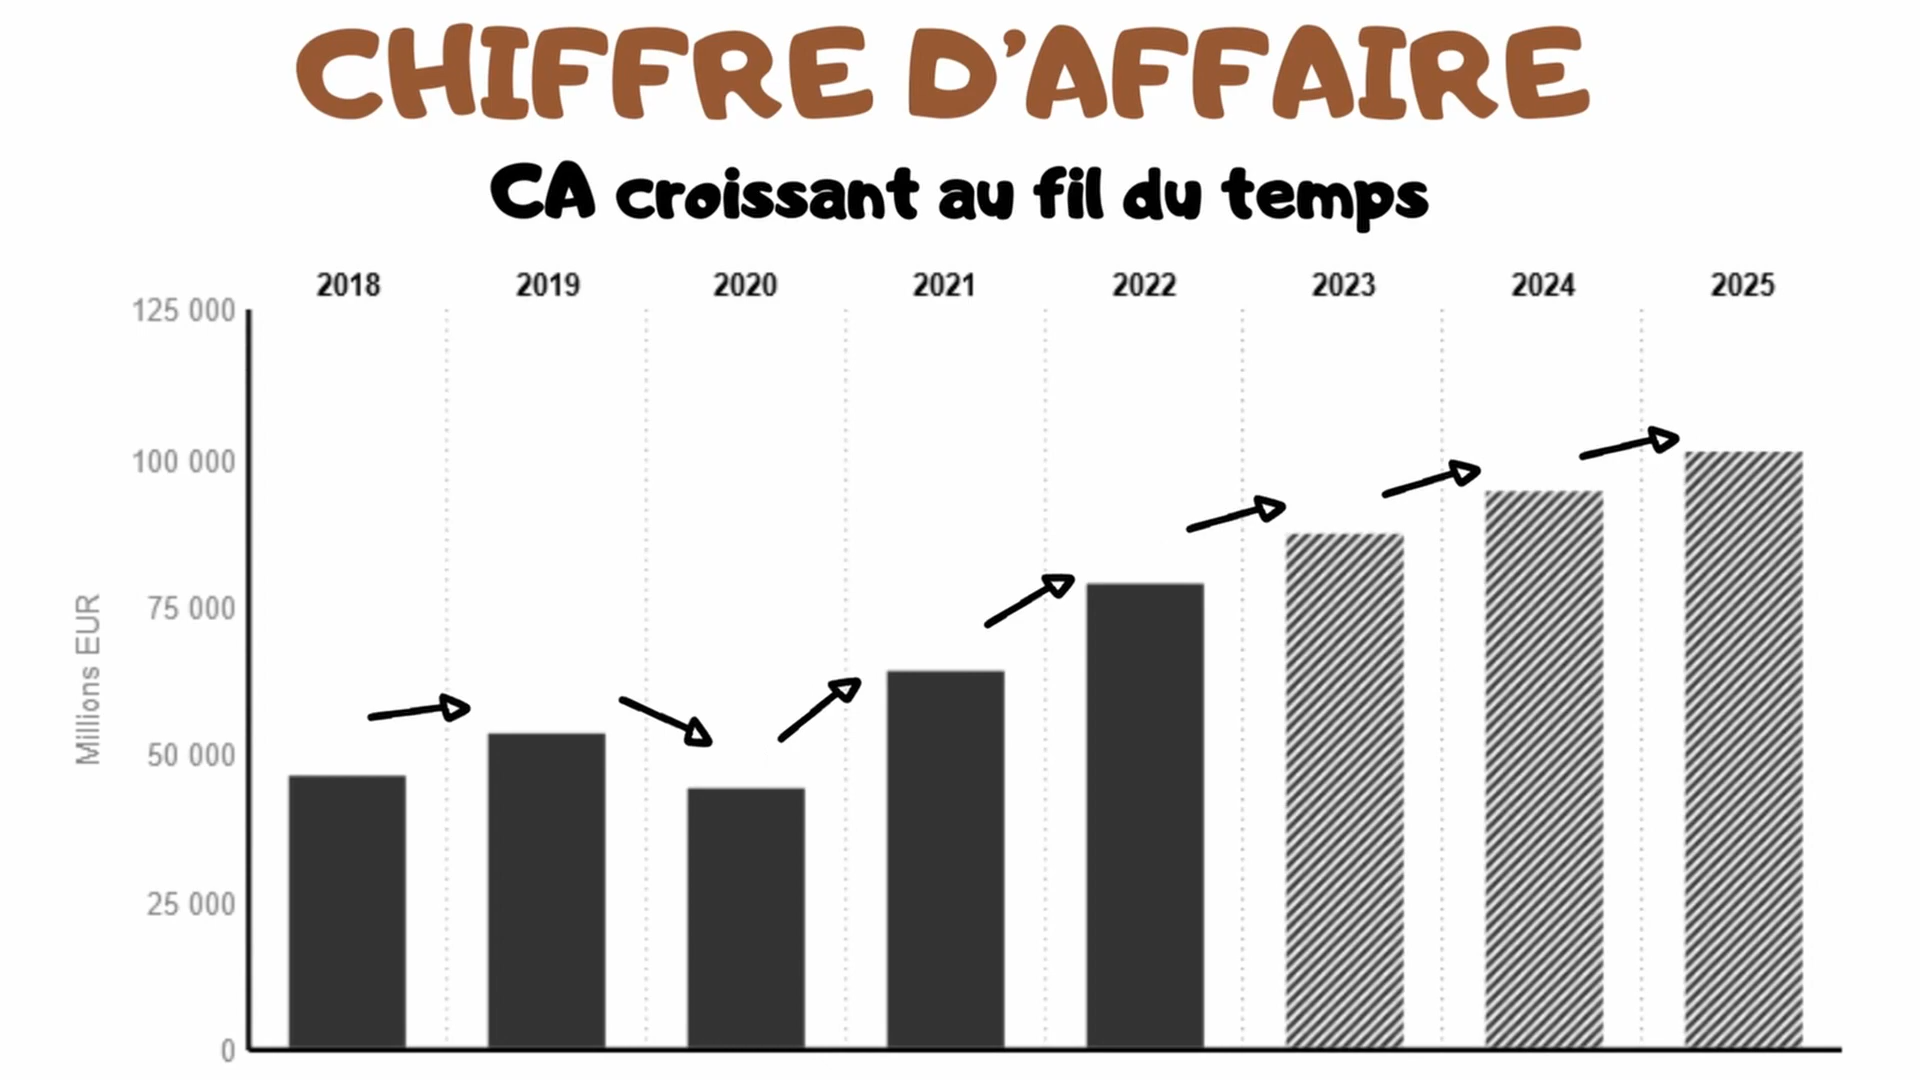 CHIFFRE D'AFFAIRE
CA croissant au fil du temps
2018 2019 2020 2021 2022 2023 2024 2025
125 000
100 000
75 000
50 000
25 000
0
Millions EUR